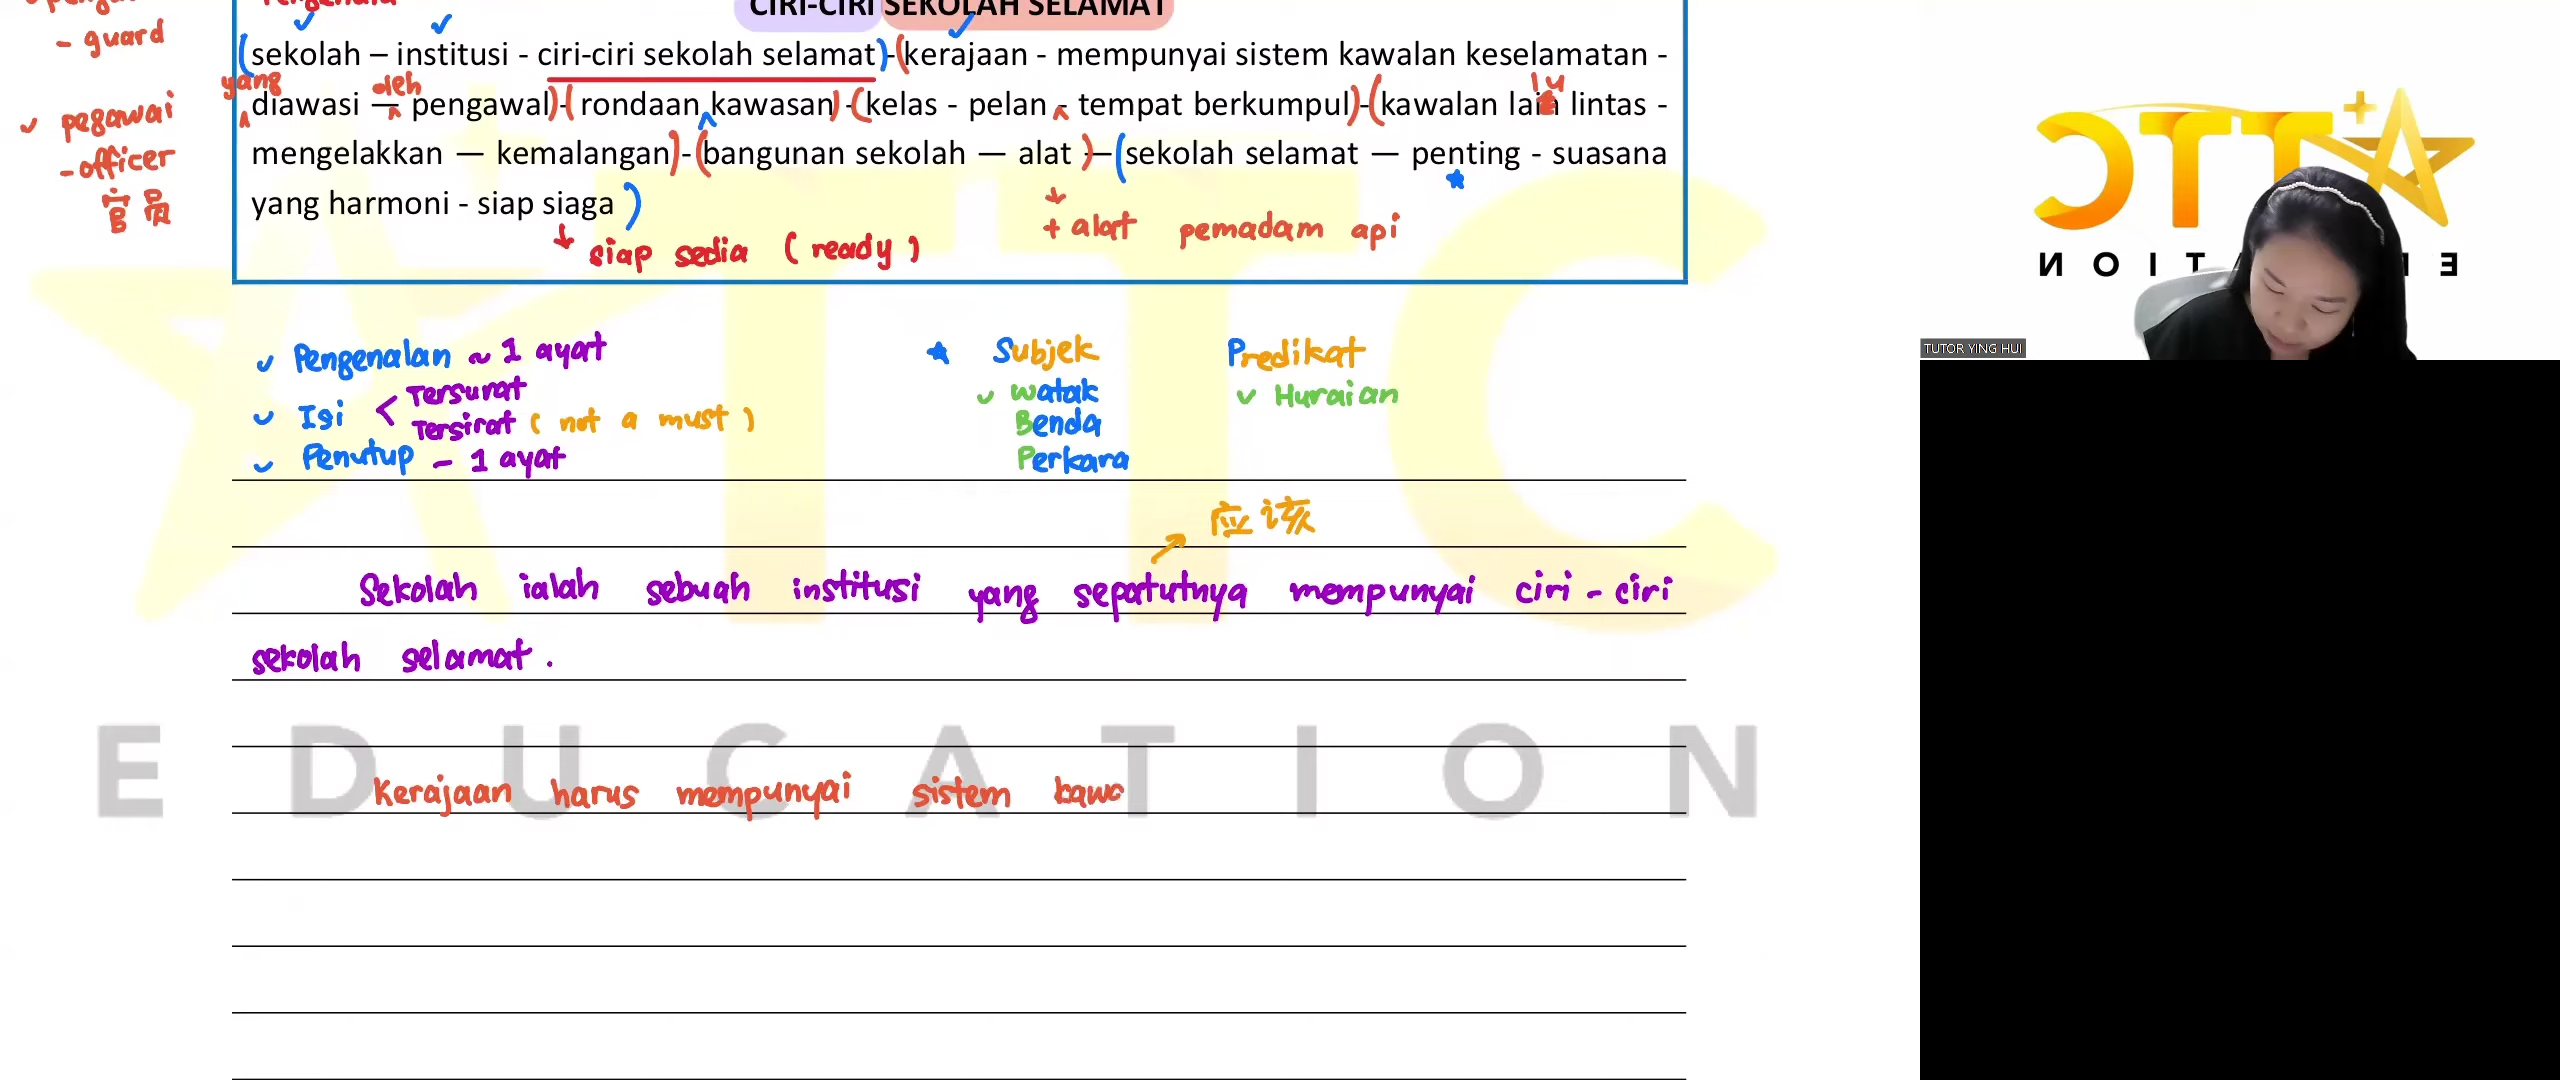 - guard
✓ pegawai
- officer
官员
CIRI-CIRI SEKOLAH SELAMAT
(sekolah – institusi - ciri-ciri sekolah selamat)-(kerajaan - mempunyai sistem kawalan keselamatan -
yang oleh lu
diawasi — pengawal)-(rondaan kawasan)-(kelas - pelan - tempat berkumpul)-(kawalan lain lintas -
mengelakkan — kemalangan)-(bangunan sekolah — alat )—(sekolah selamat — penting - suasana
yang harmoni - siap siaga )
+ alat pemadam api
siap sedia ( ready )
✓ Pengenalan ~ 1 ayat
✓ Isi < Tersurat
Tersirat ( not a must )
✓ Penutup - 1 ayat
★ Subjek Predikat
✓ Watak ✓ Huraian
Benda
Perkara
应该
Sekolah ialah sebuah institusi yang sepatutnya mempunyai ciri - ciri
sekolah selamat .
Kerajaan harus mempunyai sistem kawa
EDUCATION
TTC
TUTOR YING HUI